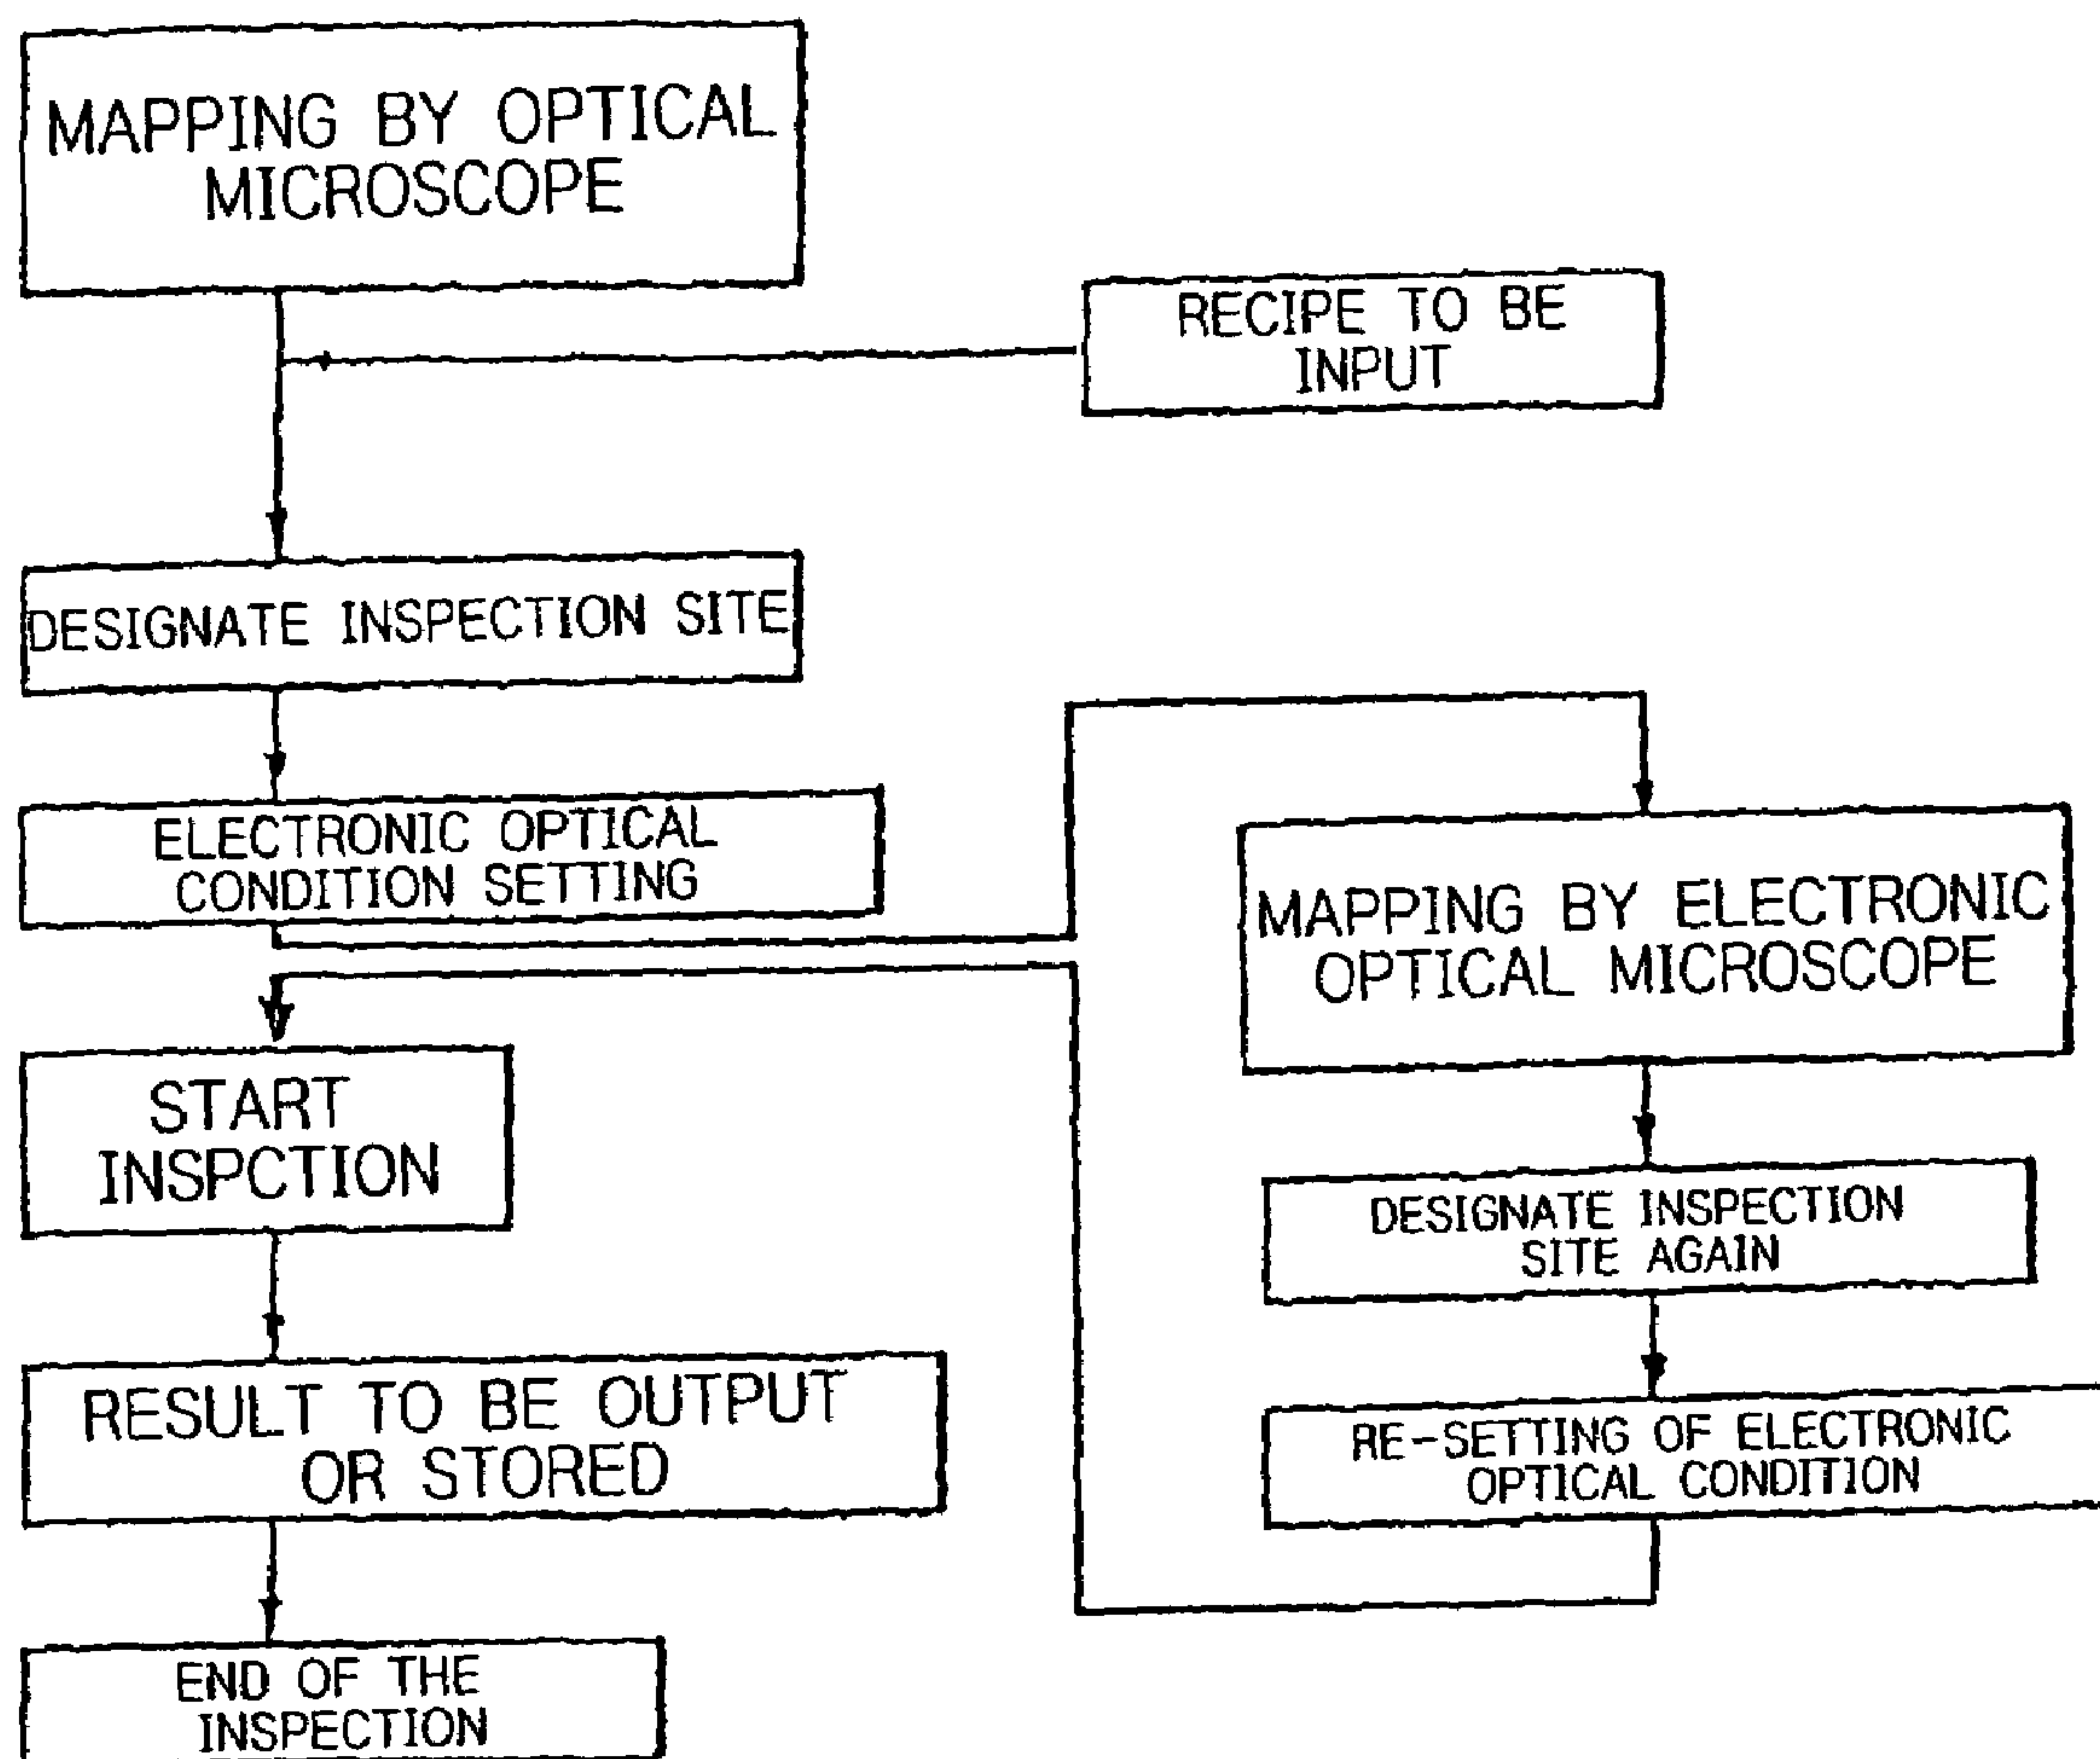 MAPPING BY OPTICAL
MICROSCOPE
RECIPE TO BE
INPUT
DESIGNATE INSPECTION SITE
ELECTRONIC OPTICAL
CONDITION SETTING
MAPPING BY ELECTRONIC
OPTICAL MICROSCOPE
DESIGNATE INSPECTION
SITE AGAIN
RE-SETTING OF ELECTRONIC
OPTICAL CONDITION
START
INSPCTION
RESULT TO BE OUTPUT
OR STORED
END OF THE
INSPECTION